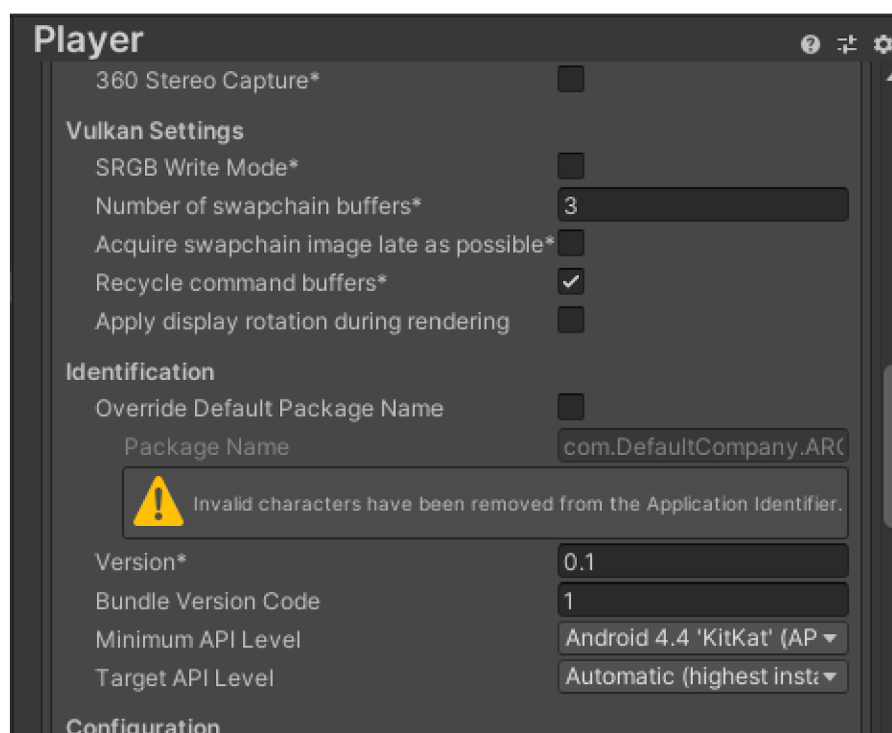 Player
360 Stereo Capture*
Vulkan Settings
SRGB Write Mode*
Number of swapchain buffers* 3
Acquire swapchain image late as possible*
Recycle command buffers*
Apply display rotation during rendering
Identification
Override Default Package Name
Package Name com.DefaultCompany.AR(
Invalid characters have been removed from the Application Identifier.
Version* 0.1
Bundle Version Code 1
Minimum API Level Android 4.4 'KitKat' (AP
Target API Level Automatic (highest insta
Configuration